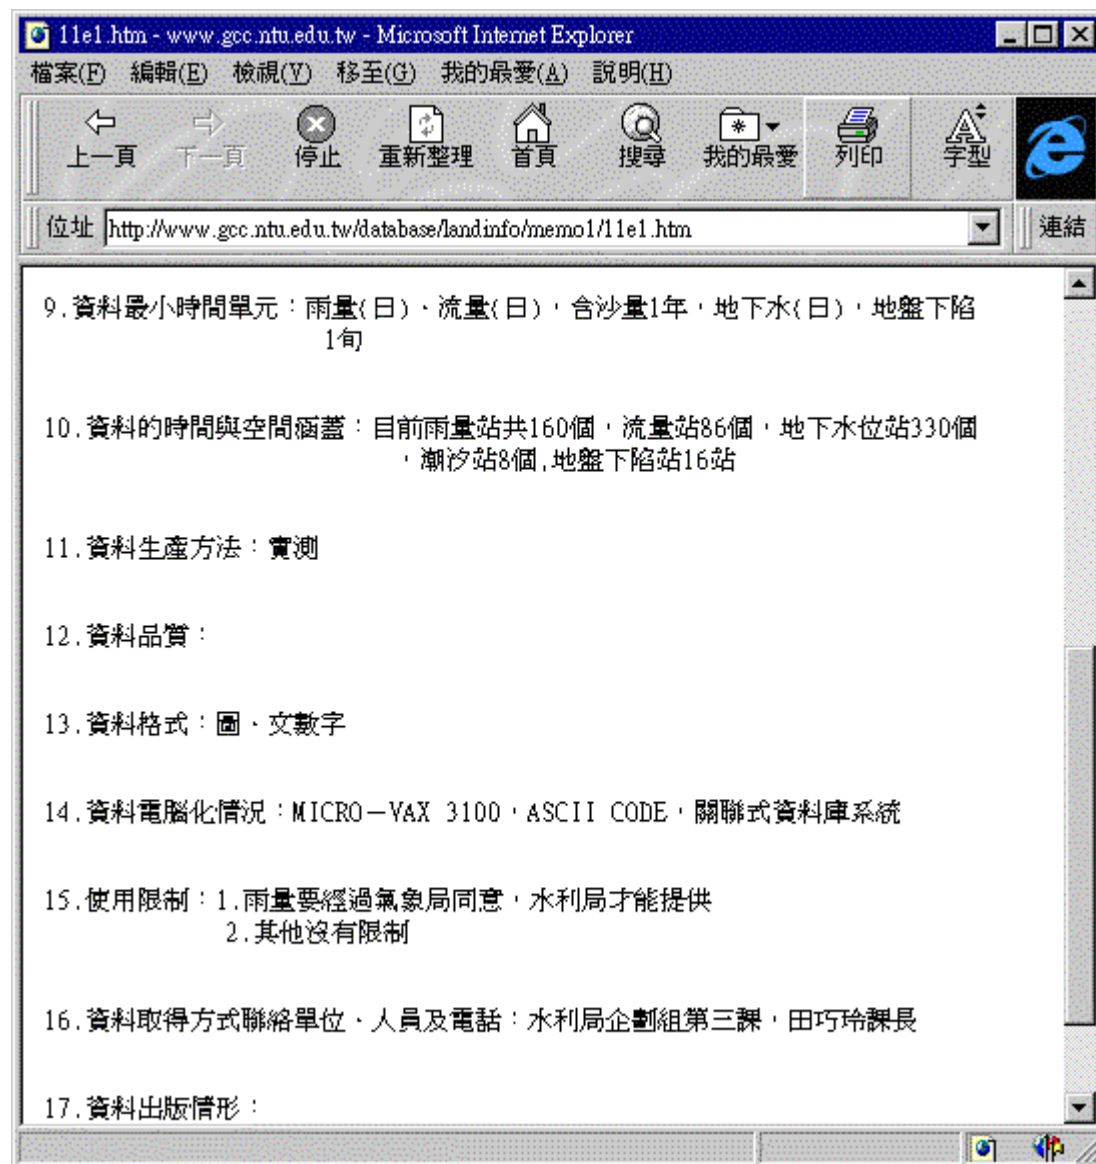 11e1.htm - www.gcc.ntu.edu.tw - Microsoft Internet Explorer
檔案(F) 編輯(E) 檢視(V) 移至(G) 我的最愛(A) 說明(H)
上一頁 下一頁 停止 重新整理 首頁 搜尋 我的最愛 列印 字型
位址 http://www.gcc.ntu.edu.tw/database/landinfo/memo1/11e1.htm 連結
9.資料最小時間單元：雨量(日)、流量(日)，含沙量1年，地下水(日)，地盤下陷
1旬
10.資料的時間與空間涵蓋：目前雨量站共160個，流量站86個，地下水位站330個
，潮汐站8個,地盤下陷站16站
11.資料生產方法：實測
12.資料品質：
13.資料格式：圖、文數字
14.資料電腦化情況：MICRO－VAX 3100，ASCII CODE，關聯式資料庫系統
15.使用限制：1.雨量要經過氣象局同意，水利局才能提供
2.其他沒有限制
16.資料取得方式聯絡單位、人員及電話：水利局企劃組第三課，田巧玲課長
17.資料出版情形：